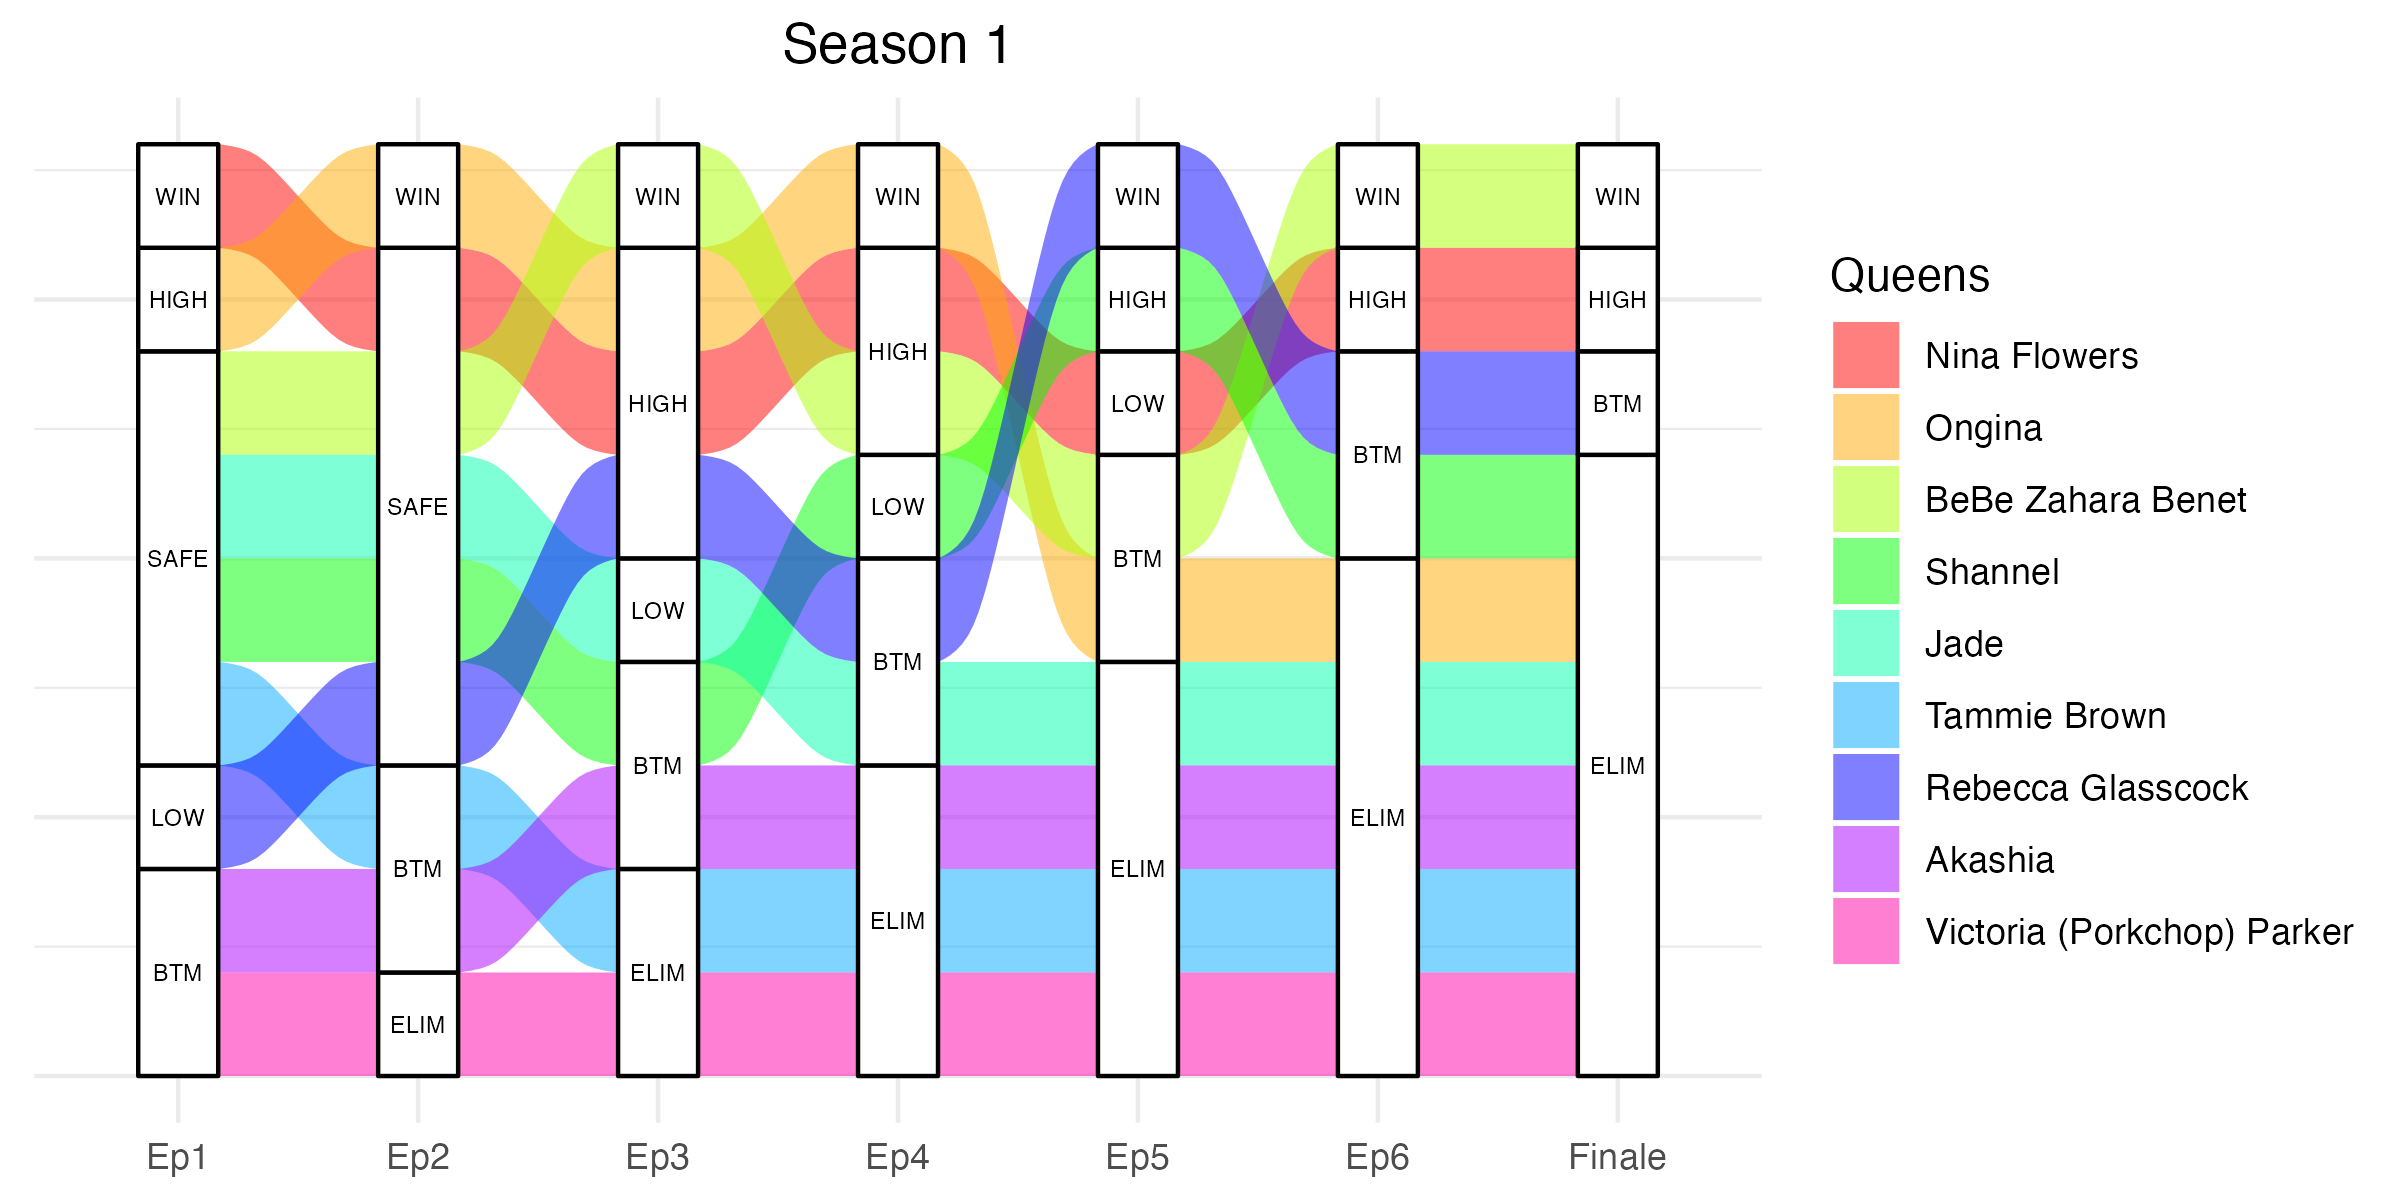 Season 1
WIN
HIGH
SAFE
LOW
BTM
WIN
SAFE
BTM
ELIM
WIN
HIGH
LOW
BTM
ELIM
WIN
HIGH
LOW
BTM
ELIM
WIN
HIGH
LOW
BTM
ELIM
WIN
HIGH
BTM
ELIM
WIN
HIGH
BTM
ELIM
Ep1
Ep2
Ep3
Ep4
Ep5
Ep6
Finale
Queens
Nina Flowers
Ongina
BeBe Zahara Benet
Shannel
Jade
Tammie Brown
Rebecca Glasscock
Akashia
Victoria (Porkchop) Parker